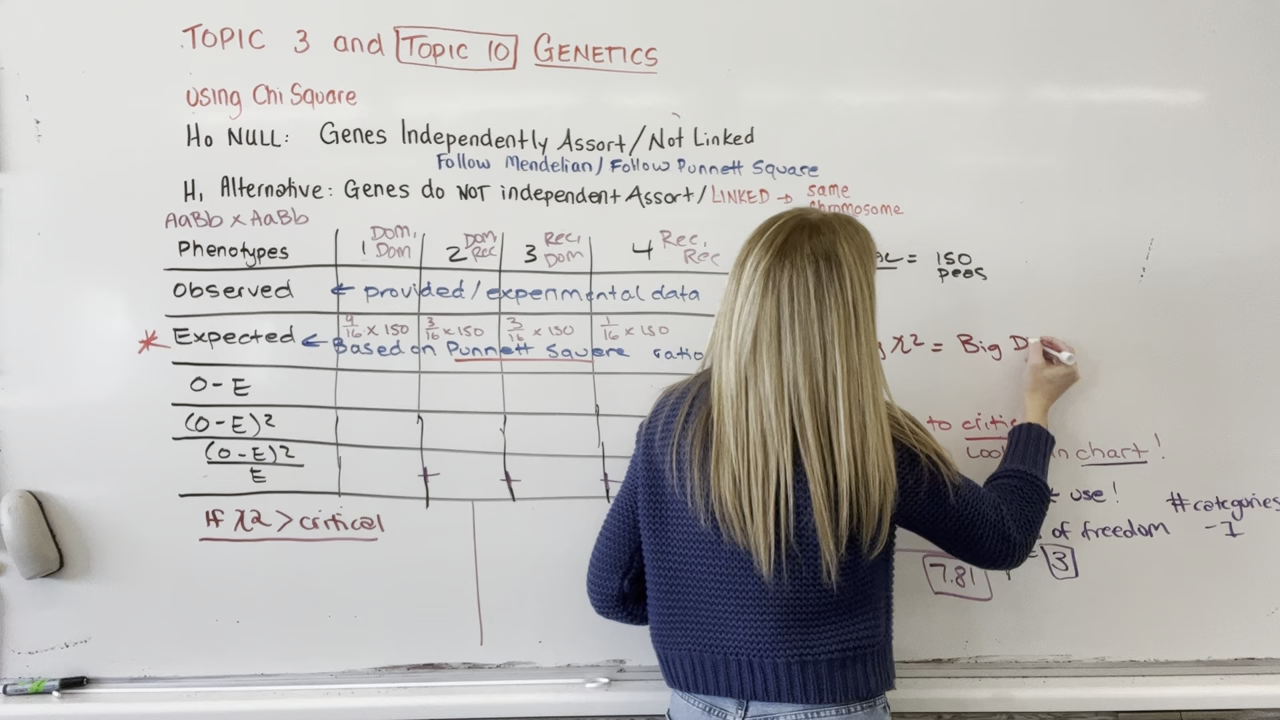 TOPIC 3 and Topic 10 GENETICS
using Chi Square
Ho NULL: Genes Independently Assort/Not Linked
Follow Mendelian/Follow Punnett Square
H, Alternative: Genes do NOT independent Assort/LINKED → same
chromosome
AaBb x AaBb
Phenotypes 1 Dom, Dom 2 Dom Rec 3 Rec, Dom 4 Rec, Rec
= 150
peas
Observed ← provided/experimental data
9/16 x 150 3/16 x 150 3/16 x 150 1/16 x 150
* Expected ← Based on Punnett Square ratio
χ2 = Big D
O-E
(O-E)2
to
in chart!
(O-E)2
E + + +
use! #categories
of freedom -1
If χ2 > critical
7.81 = 3